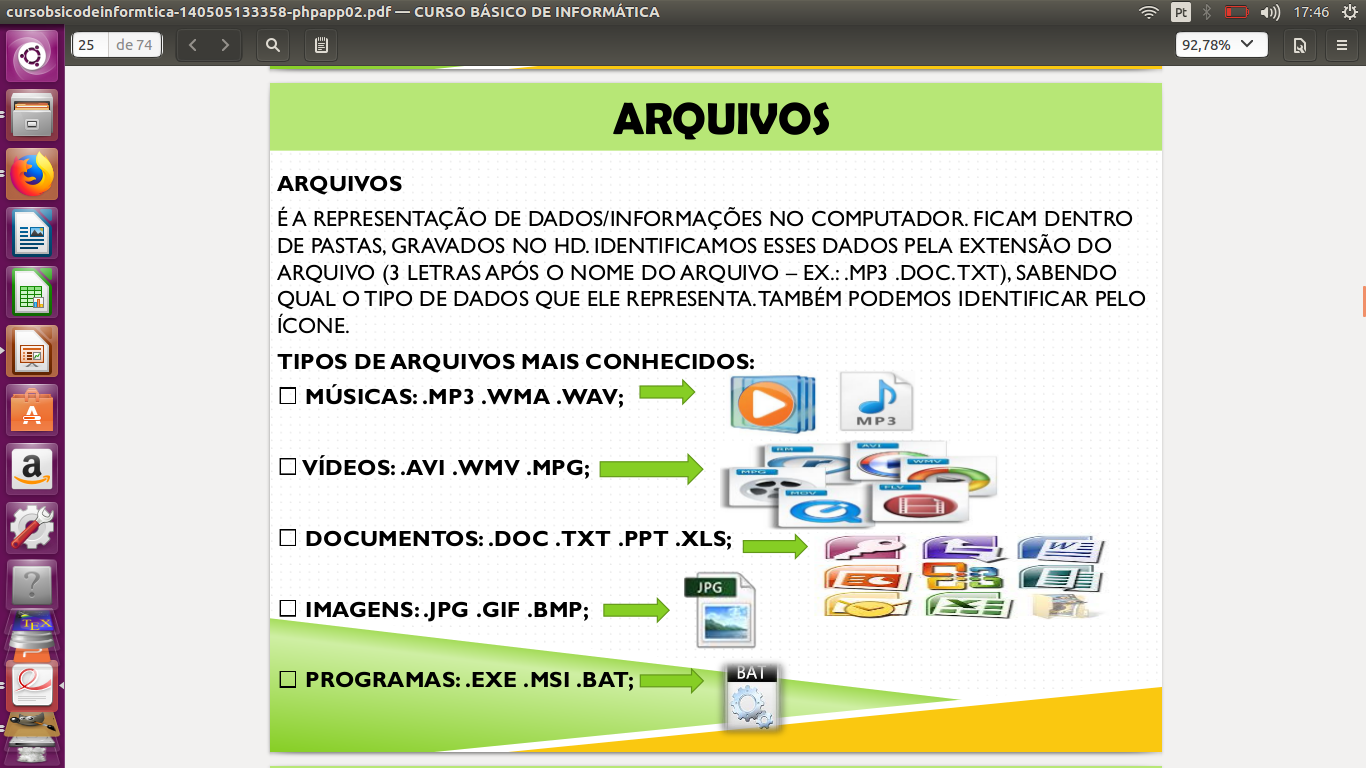 cursobsicodeinformtica-140505133358-phpapp02.pdf — CURSO BÁSICO DE INFORMÁTICA
Pt
17:46
25 de 74
92,78%
ARQUIVOS
ARQUIVOS
É A REPRESENTAÇÃO DE DADOS/INFORMAÇÕES NO COMPUTADOR. FICAM DENTRO
DE PASTAS, GRAVADOS NO HD. IDENTIFICAMOS ESSES DADOS PELA EXTENSÃO DO
ARQUIVO (3 LETRAS APÓS O NOME DO ARQUIVO – EX.: .MP3 .DOC.TXT), SABENDO
QUAL O TIPO DE DADOS QUE ELE REPRESENTA. TAMBÉM PODEMOS IDENTIFICAR PELO
ÍCONE.
TIPOS DE ARQUIVOS MAIS CONHECIDOS:
MÚSICAS: .MP3 .WMA .WAV;
MP3
VÍDEOS: .AVI .WMV .MPG;
RM
AVI
MPG
WMV
MOV
FLV
DOCUMENTOS: .DOC .TXT .PPT .XLS;
W
IMAGENS: .JPG .GIF .BMP;
JPG
PROGRAMAS: .EXE .MSI .BAT;
BAT
TEX